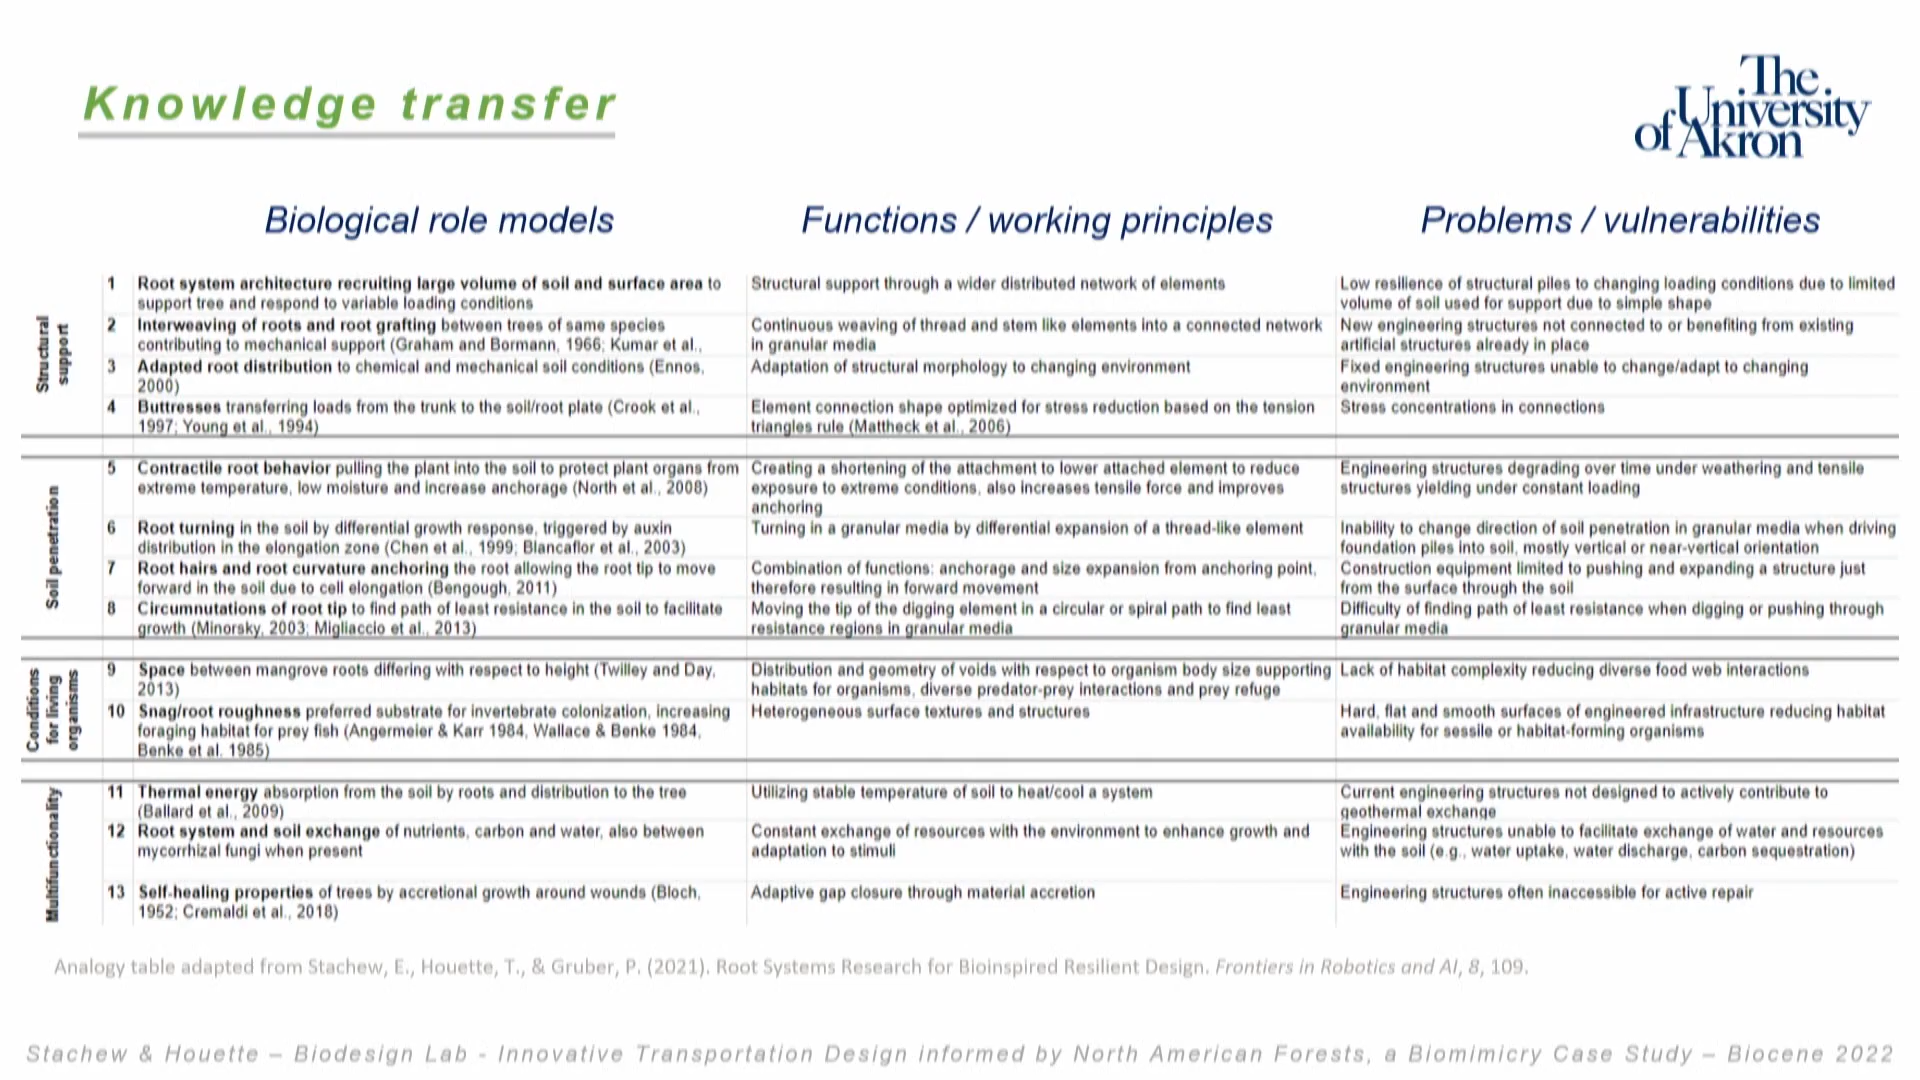 Knowledge transfer
The
University
of Akron
Biological role models
Functions / working principles
Problems / vulnerabilities
Structural
support
1
Root system architecture recruiting large volume of soil and surface area to
support tree and respond to variable loading conditions
Structural support through a wider distributed network of elements
Low resilience of structural piles to changing loading conditions due to limited
volume of soil used for support due to simple shape
2
Interweaving of roots and root grafting between trees of same species
contributing to mechanical support (Graham and Bormann, 1966; Kumar et al.,
Continuous weaving of thread and stem like elements into a connected network
in granular media
New engineering structures not connected to or benefiting from existing
artificial structures already in place
3
Adapted root distribution to chemical and mechanical soil conditions (Ennos,
2000)
Adaptation of structural morphology to changing environment
Fixed engineering structures unable to change/adapt to changing
environment
4
Buttresses transferring loads from the trunk to the soil/root plate (Crook et al.,
1997; Young et al., 1994)
Element connection shape optimized for stress reduction based on the tension
triangles rule (Mattheck et al., 2006)
Stress concentrations in connections
Soil penetration
5
Contractile root behavior pulling the plant into the soil to protect plant organs from
extreme temperature, low moisture and increase anchorage (North et al., 2008)
Creating a shortening of the attachment to lower attached element to reduce
exposure to extreme conditions, also increases tensile force and improves
anchoring
Engineering structures degrading over time under weathering and tensile
structures yielding under constant loading
6
Root turning in the soil by differential growth response, triggered by auxin
distribution in the elongation zone (Chen et al., 1999; Blancaflor et al., 2003)
Turning in a granular media by differential expansion of a thread-like element
Inability to change direction of soil penetration in granular media when driving
foundation piles into soil, mostly vertical or near-vertical orientation
7
Root hairs and root curvature anchoring the root allowing the root tip to move
forward in the soil due to cell elongation (Bengough, 2011)
Combination of functions: anchorage and size expansion from anchoring point,
therefore resulting in forward movement
Construction equipment limited to pushing and expanding a structure just
from the surface through the soil
8
Circumnutations of root tip to find path of least resistance in the soil to facilitate
growth (Minorsky, 2003; Migliaccio et al., 2013)
Moving the tip of the digging element in a circular or spiral path to find least
resistance regions in granular media
Difficulty of finding path of least resistance when digging or pushing through
granular media
Conditions
for living
organisms
9
Space between mangrove roots differing with respect to height (Twilley and Day,
2013)
Distribution and geometry of voids with respect to organism body size supporting
habitats for organisms, diverse predator-prey interactions and prey refuge
Lack of habitat complexity reducing diverse food web interactions
10
Snag/root roughness preferred substrate for invertebrate colonization, increasing
foraging habitat for prey fish (Angermeier & Karr 1984, Wallace & Benke 1984,
Benke et al. 1985)
Heterogeneous surface textures and structures
Hard, flat and smooth surfaces of engineered infrastructure reducing habitat
availability for sessile or habitat-forming organisms
Multifunctionality
11
Thermal energy absorption from the soil by roots and distribution to the tree
(Ballard et al., 2009)
Utilizing stable temperature of soil to heat/cool a system
Current engineering structures not designed to actively contribute to
geothermal exchange
12
Root system and soil exchange of nutrients, carbon and water, also between
mycorrhizal fungi when present
Constant exchange of resources with the environment to enhance growth and
adaptation to stimuli
Engineering structures unable to facilitate exchange of water and resources
with the soil (e.g., water uptake, water discharge, carbon sequestration)
13
Self-healing properties of trees by accretional growth around wounds (Bloch,
1952; Cremaldi et al., 2018)
Adaptive gap closure through material accretion
Engineering structures often inaccessible for active repair
Analogy table adapted from Stachew, E., Houette, T., & Gruber, P. (2021). Root Systems Research for Bioinspired Resilient Design. Frontiers in Robotics and AI, 8, 109.
Stachew & Houette – Biodesign Lab - Innovative Transportation Design informed by North American Forests, a Biomimicry Case Study – Biocene 2022